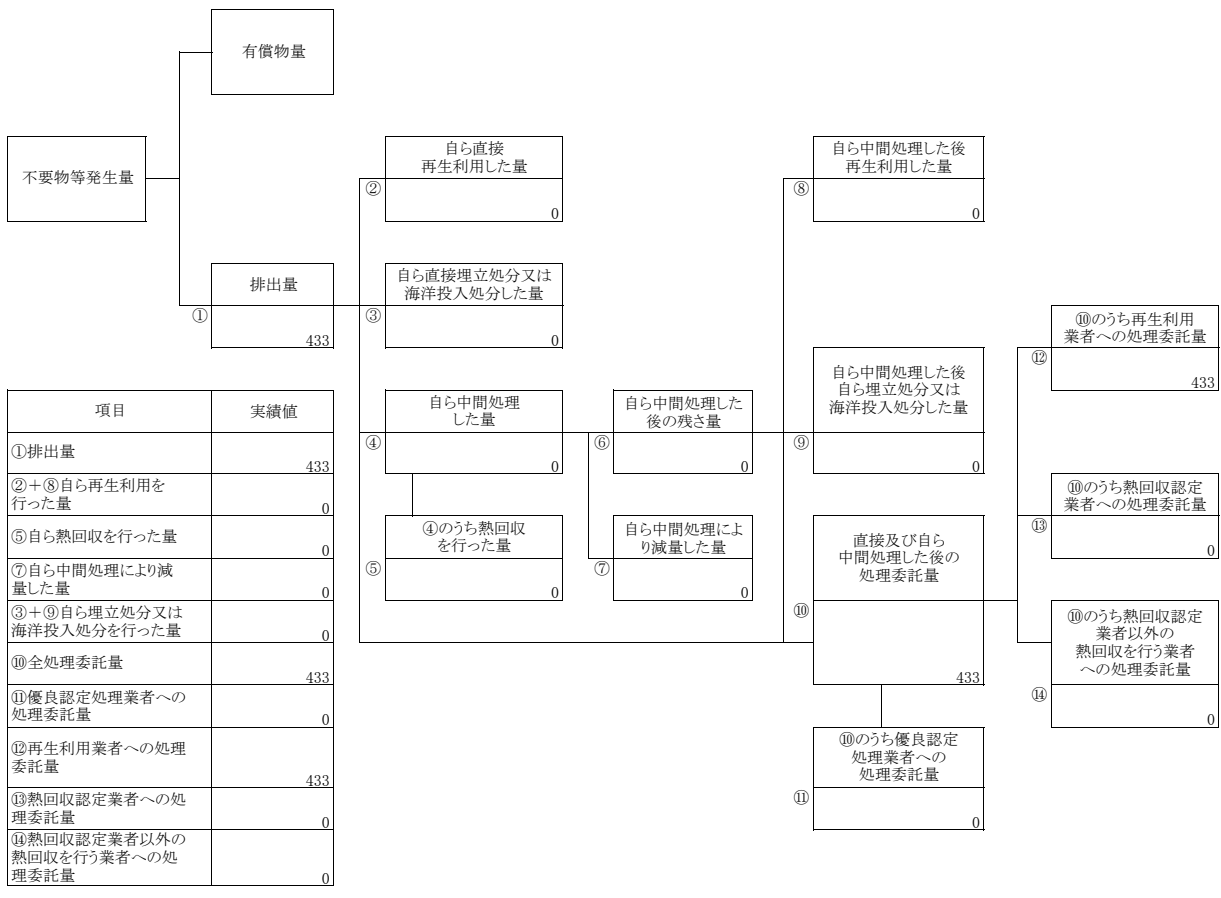 有償物量
不要物等発生量
排出量
①
433
自ら直接
再生利用した量
②
0
自ら直接埋立処分又は
海洋投入処分した量
③
0
自ら中間処理
した量
④
0
④のうち熱回収
を行った量
⑤
0
自ら中間処理した
後の残さ量
⑥
0
自ら中間処理によ
り減量した量
⑦
0
自ら中間処理した後
再生利用した量
⑧
0
自ら中間処理した後
自ら埋立処分又は
海洋投入処分した量
⑨
0
直接及び自ら
中間処理した後の
処理委託量
⑩
433
⑩のうち優良認定
処理業者への
処理委託量
⑪
0
⑩のうち再生利用
業者への処理委託量
⑫
433
⑩のうち熱回収認定
業者への処理委託量
⑬
0
⑩のうち熱回収認定
業者以外の
熱回収を行う業者
への処理委託量
⑭
0
項目 実績値
①排出量
433
②＋⑧自ら再生利用を
行った量
0
⑤自ら熱回収を行った量
0
⑦自ら中間処理により減
量した量
0
③＋⑨自ら埋立処分又は
海洋投入処分を行った量
0
⑩全処理委託量
433
⑪優良認定処理業者への
処理委託量
0
⑫再生利用業者への処理
委託量
433
⑬熱回収認定業者への処
理委託量
0
⑭熱回収認定業者以外の
熱回収を行う業者への処
理委託量
0